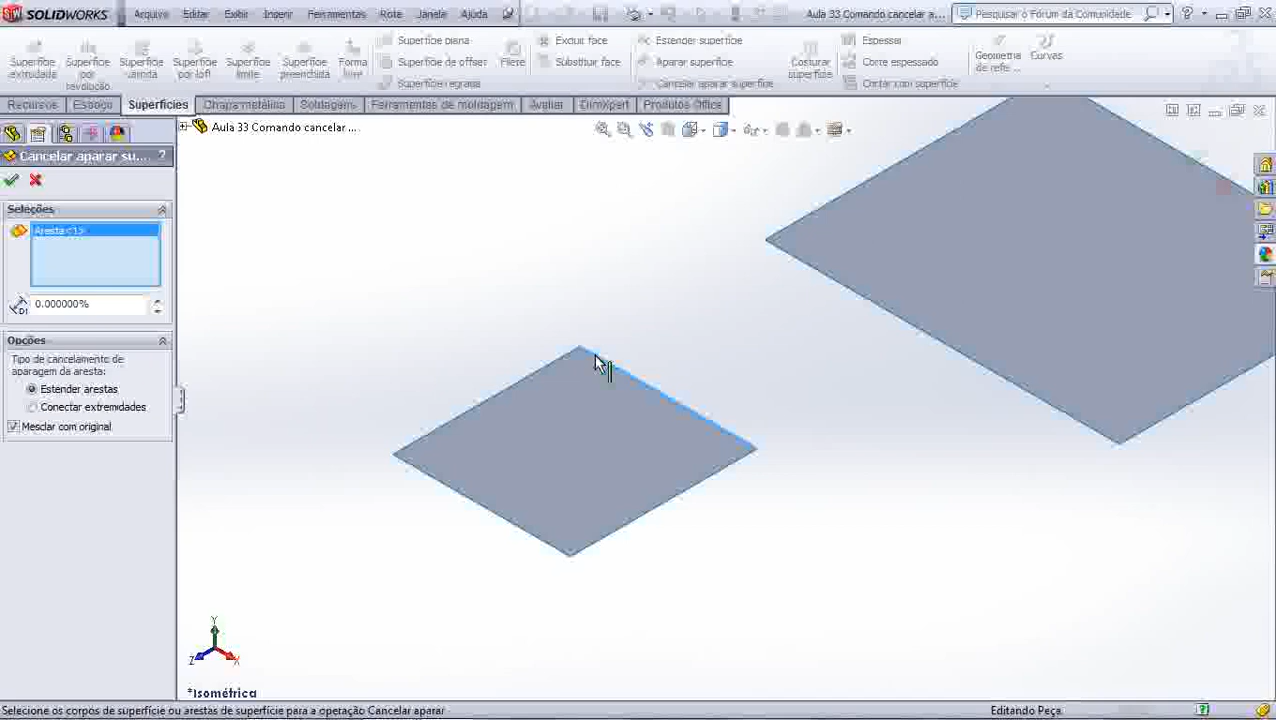 SOLIDWORKS Arquivo Editar Exibir Inserir Ferramentas Rota Janela Ajuda Aula 33 Comando cancelar a... Pesquisar o Fórum da Comunidade ?
Superfície extrudada
Superfície por revolução
Superfície varrida
Superfície por loft
Superfície limite
Superfície preenchida
Superfície plana
Superfície de offset
Superfície regrada
Filete
Excluir face
Substituir face
Estender superfície
Aparar superfície
Cancelar aparar superfície
Costurar superfície
Espessar
Corte espessado
Cortar com superfície
Geometria de refe...
Curvas
Recursos Esboço Superfícies Chapa metálica Soldagens Ferramentas de moldagem Avaliar DimXpert Produtos Office
Aula 33 Comando cancelar ...
Cancelar aparar su... ?
Seleções
Aresta<1>
D1
0.000000%
Opções
Tipo de cancelamento de
aparagem da aresta:
Estender arestas
Conectar extremidades
Mesclar com original
Y
Z X
*Isométrica
Selecione os corpos de superfície ou arestas de superfície para a operação Cancelar aparar Editando Peça ?